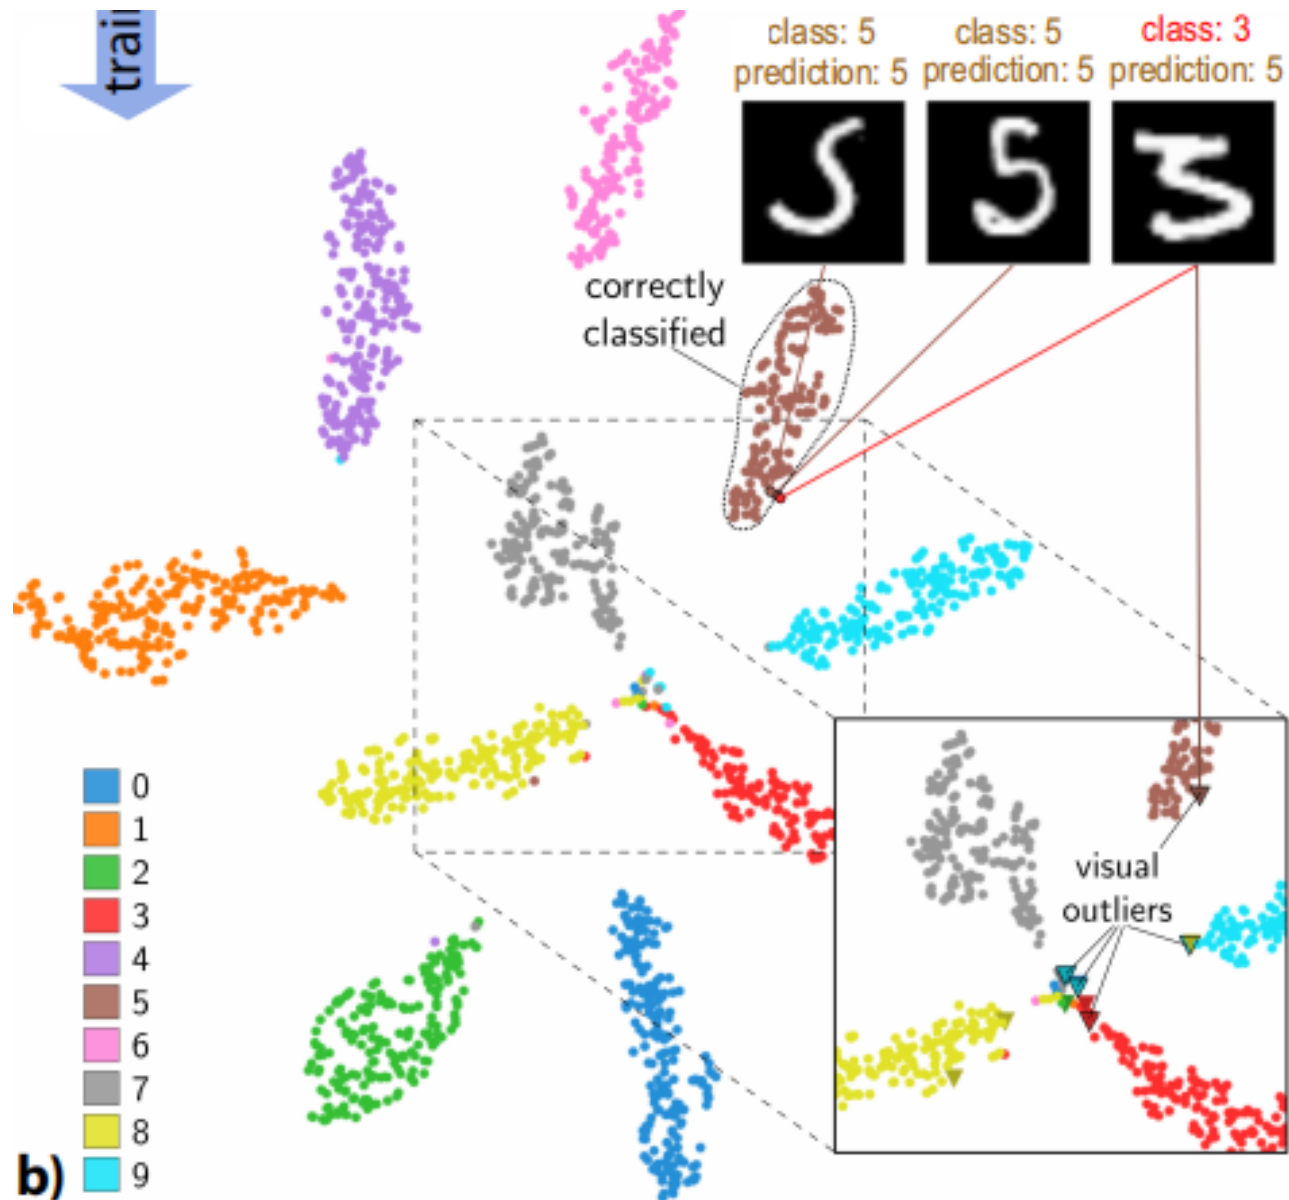 trai
class: 5
prediction: 5
class: 5
prediction: 5
class: 3
prediction: 5
correctly
classified
visual
outliers
0
1
2
3
4
5
6
7
8
9
b)